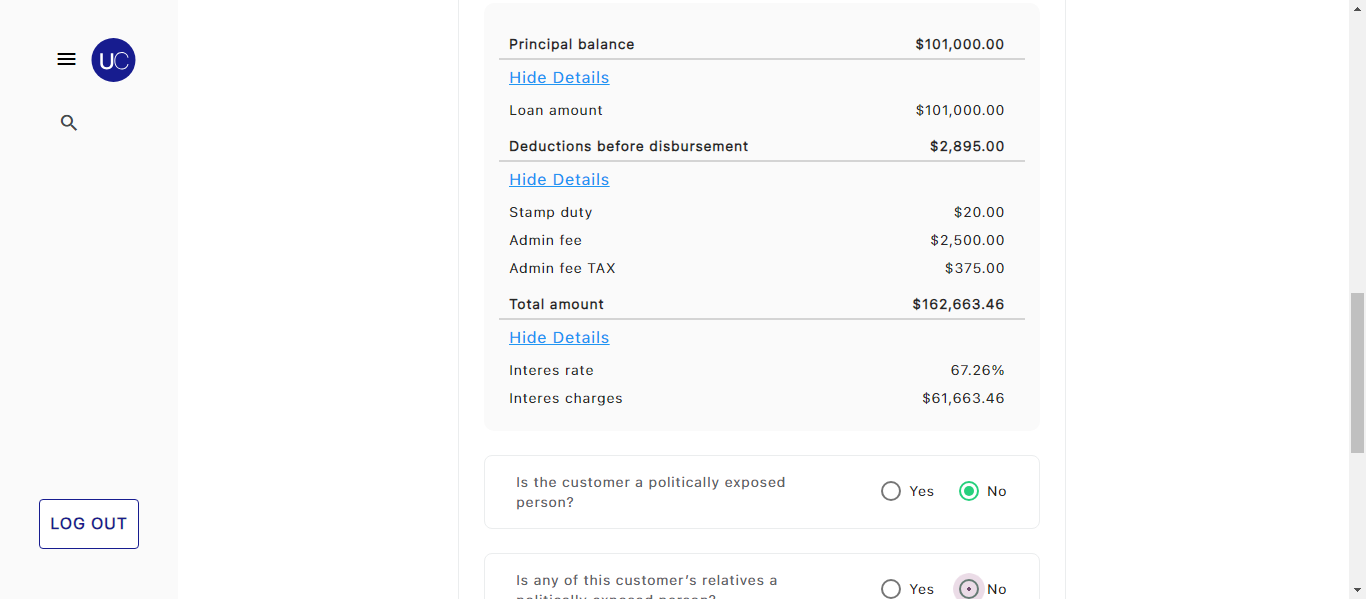 UC
Principal balance $101,000.00
Hide Details
Loan amount $101,000.00
Deductions before disbursement $2,895.00
Hide Details
Stamp duty $20.00
Admin fee $2,500.00
Admin fee TAX $375.00
Total amount $162,663.46
Hide Details
Interes rate 67.26%
Interes charges $61,663.46
Is the customer a politically exposed
person?
Yes No
Is any of this customer's relatives a
politically exposed person?
Yes No
LOG OUT